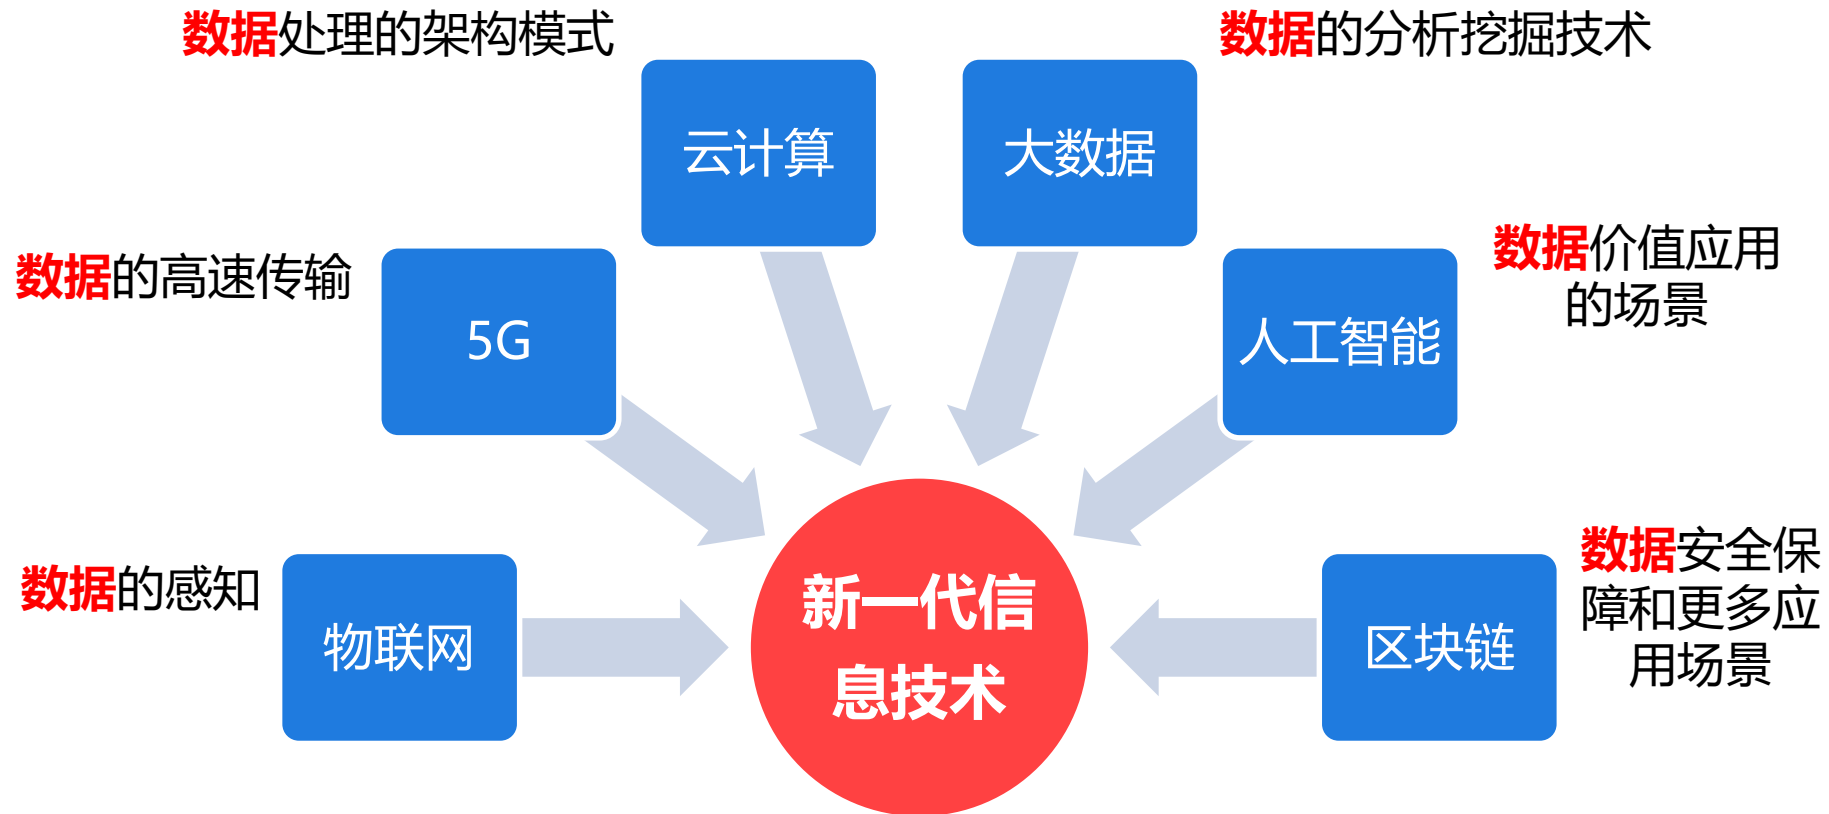 数据处理的架构模式
数据的分析挖掘技术
云计算
大数据
数据的高速传输
5G
人工智能
数据价值应用
的场景
数据的感知
物联网
新一代信
息技术
区块链
数据安全保
障和更多应
用场景